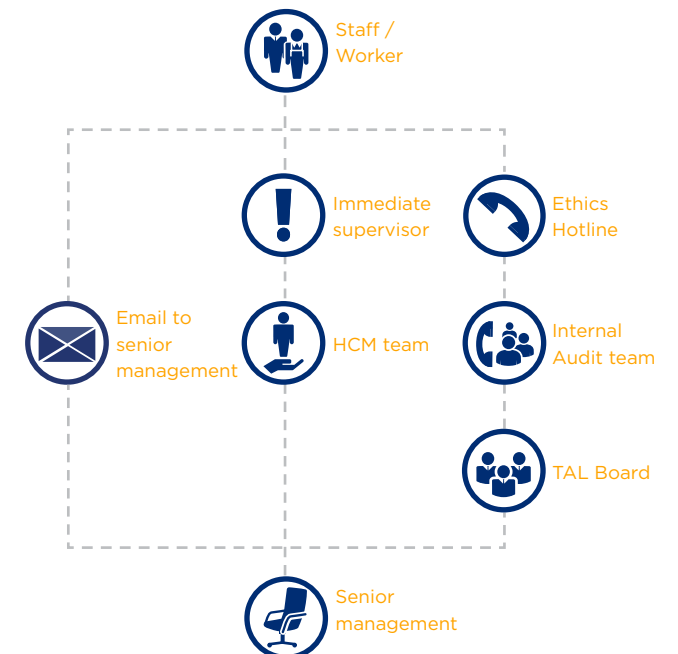 Staff /
Worker
Immediate
supervisor
Ethics
Hotline
Email to
senior
management
HCM team
Internal
Audit team
TAL Board
Senior
management